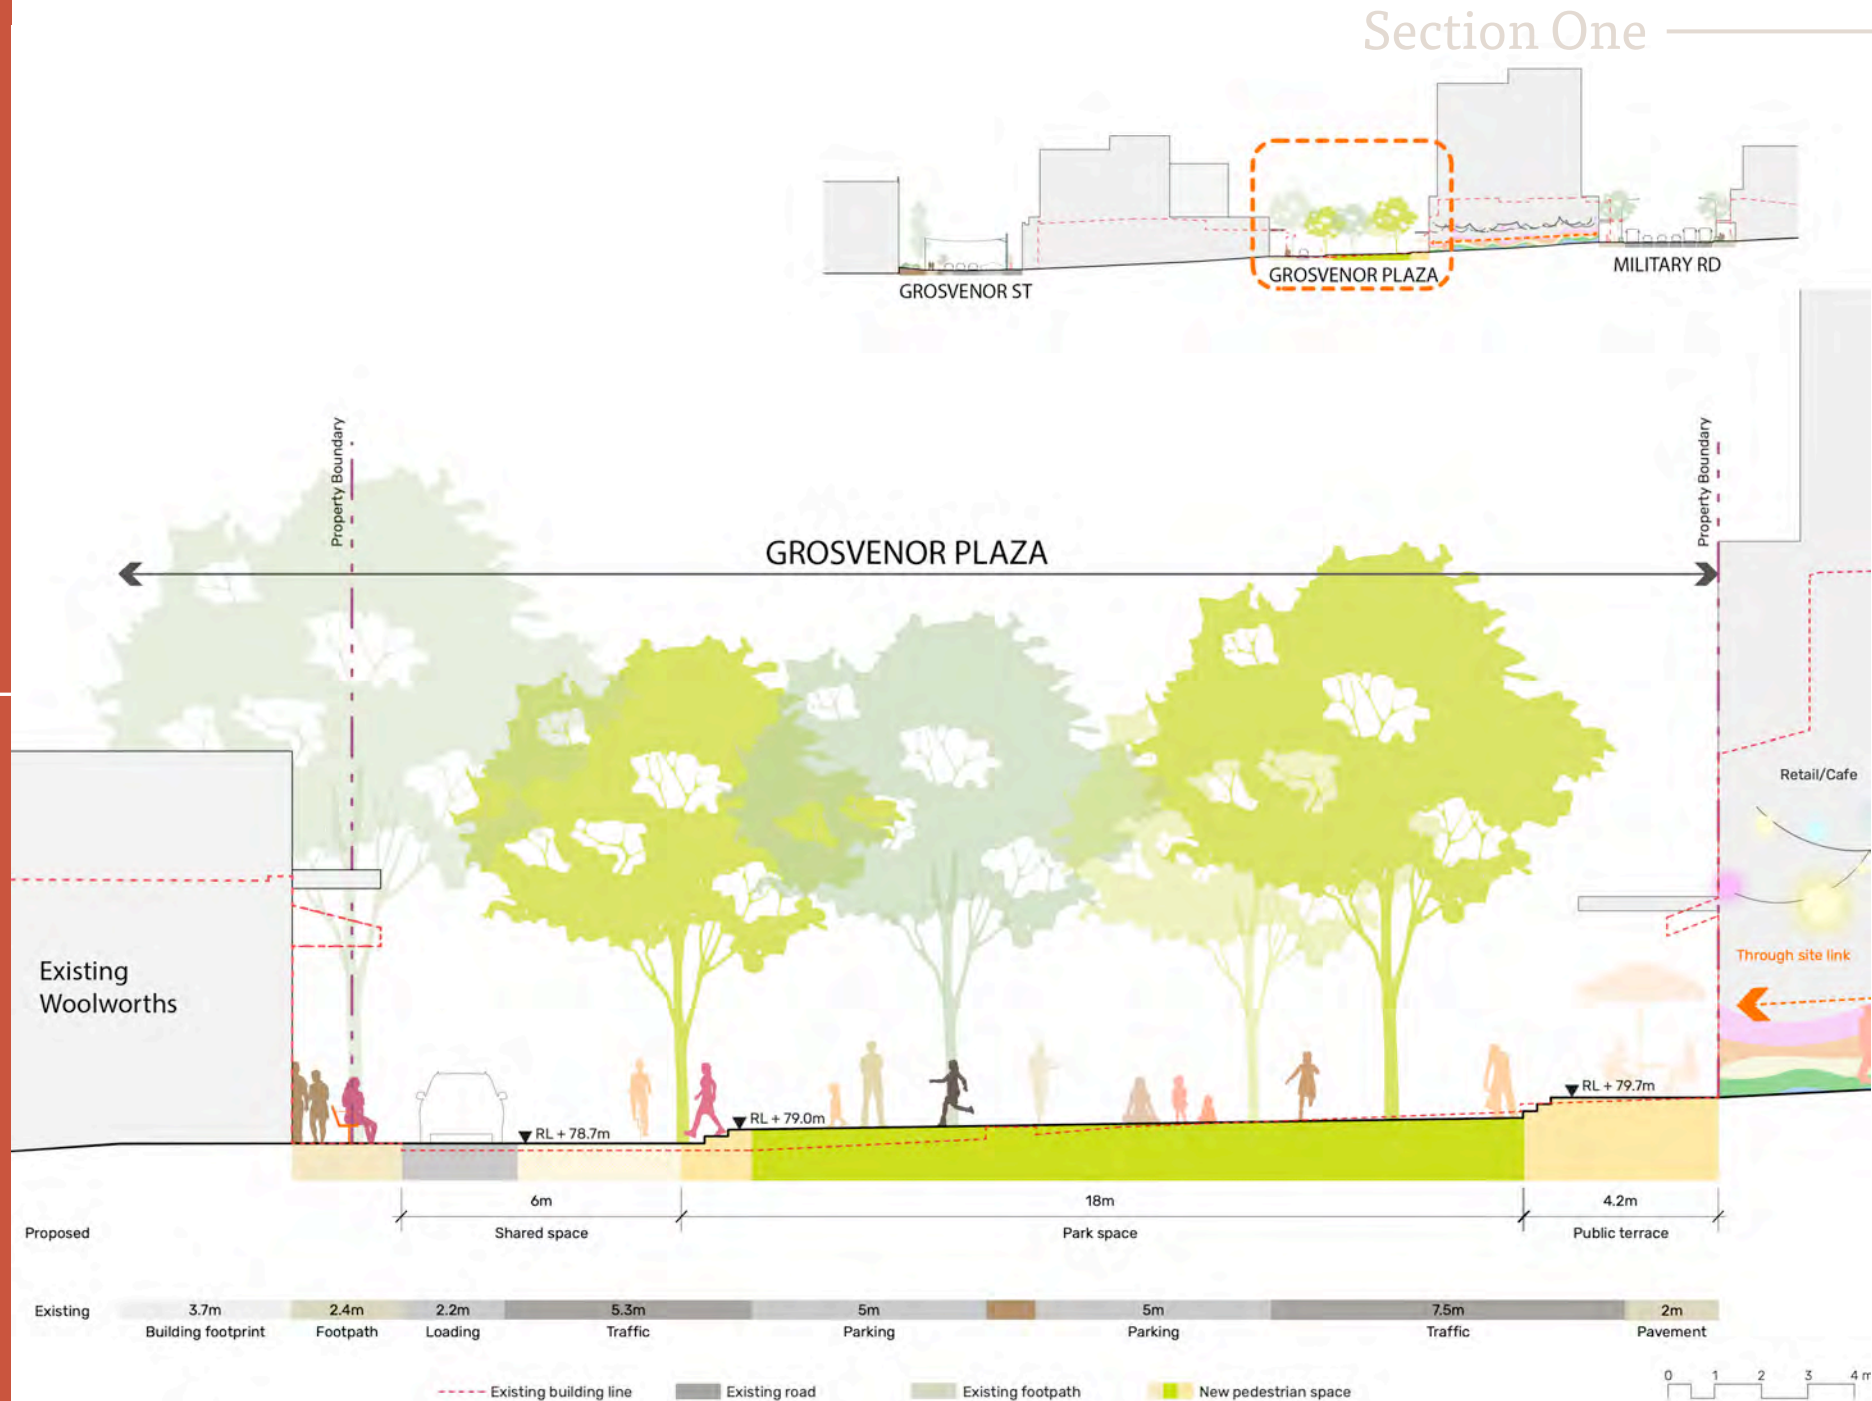 Section One
GROSVENOR ST
GROSVENOR PLAZA
MILITARY RD
Property Boundary
Property Boundary
GROSVENOR PLAZA
Retail/Cafe
Through site link
Existing
Woolworths
RL + 78.7m
RL + 79.0m
RL + 79.7m
6m
18m
4.2m
Proposed
Shared space
Park space
Public terrace
Existing
3.7m
2.4m
2.2m
5.3m
5m
5m
7.5m
2m
Building footprint
Footpath
Loading
Traffic
Parking
Parking
Traffic
Pavement
Existing building line
Existing road
Existing footpath
New pedestrian space
0 1 2 3 4 m